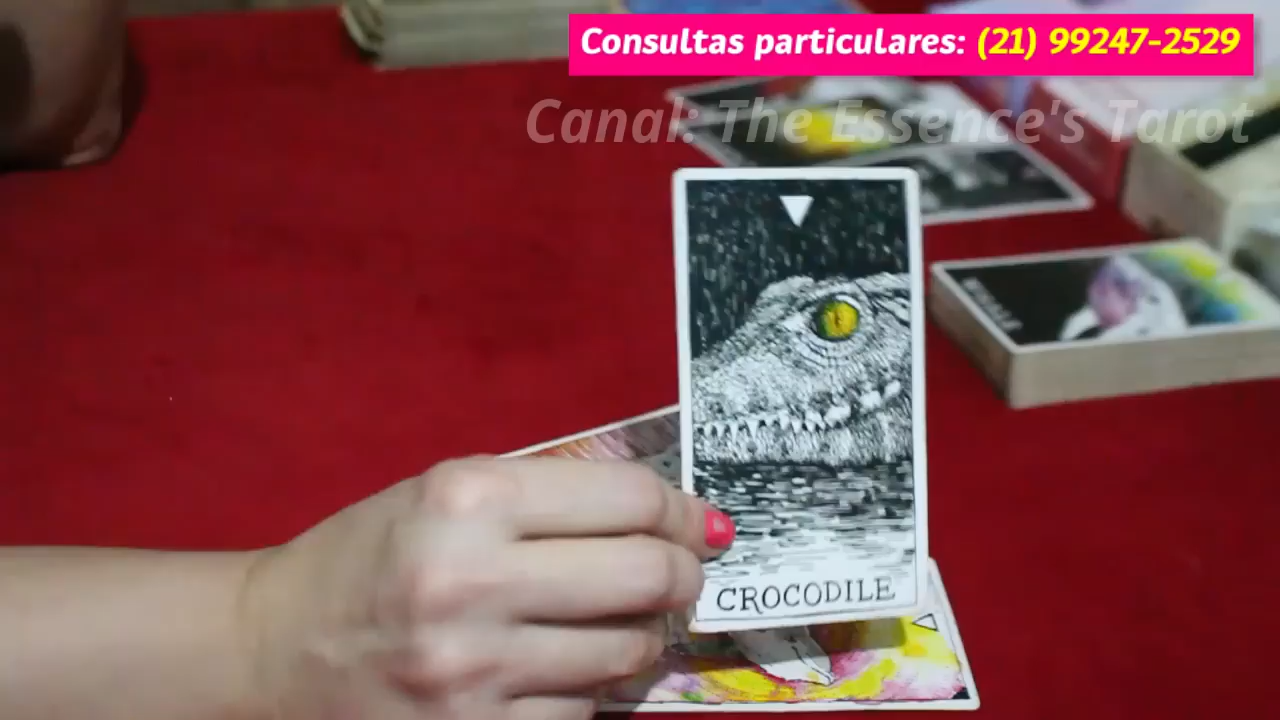 Consultas particulares: (21) 99247-2529
Canal: The Essence's Tarot
CROCODILE